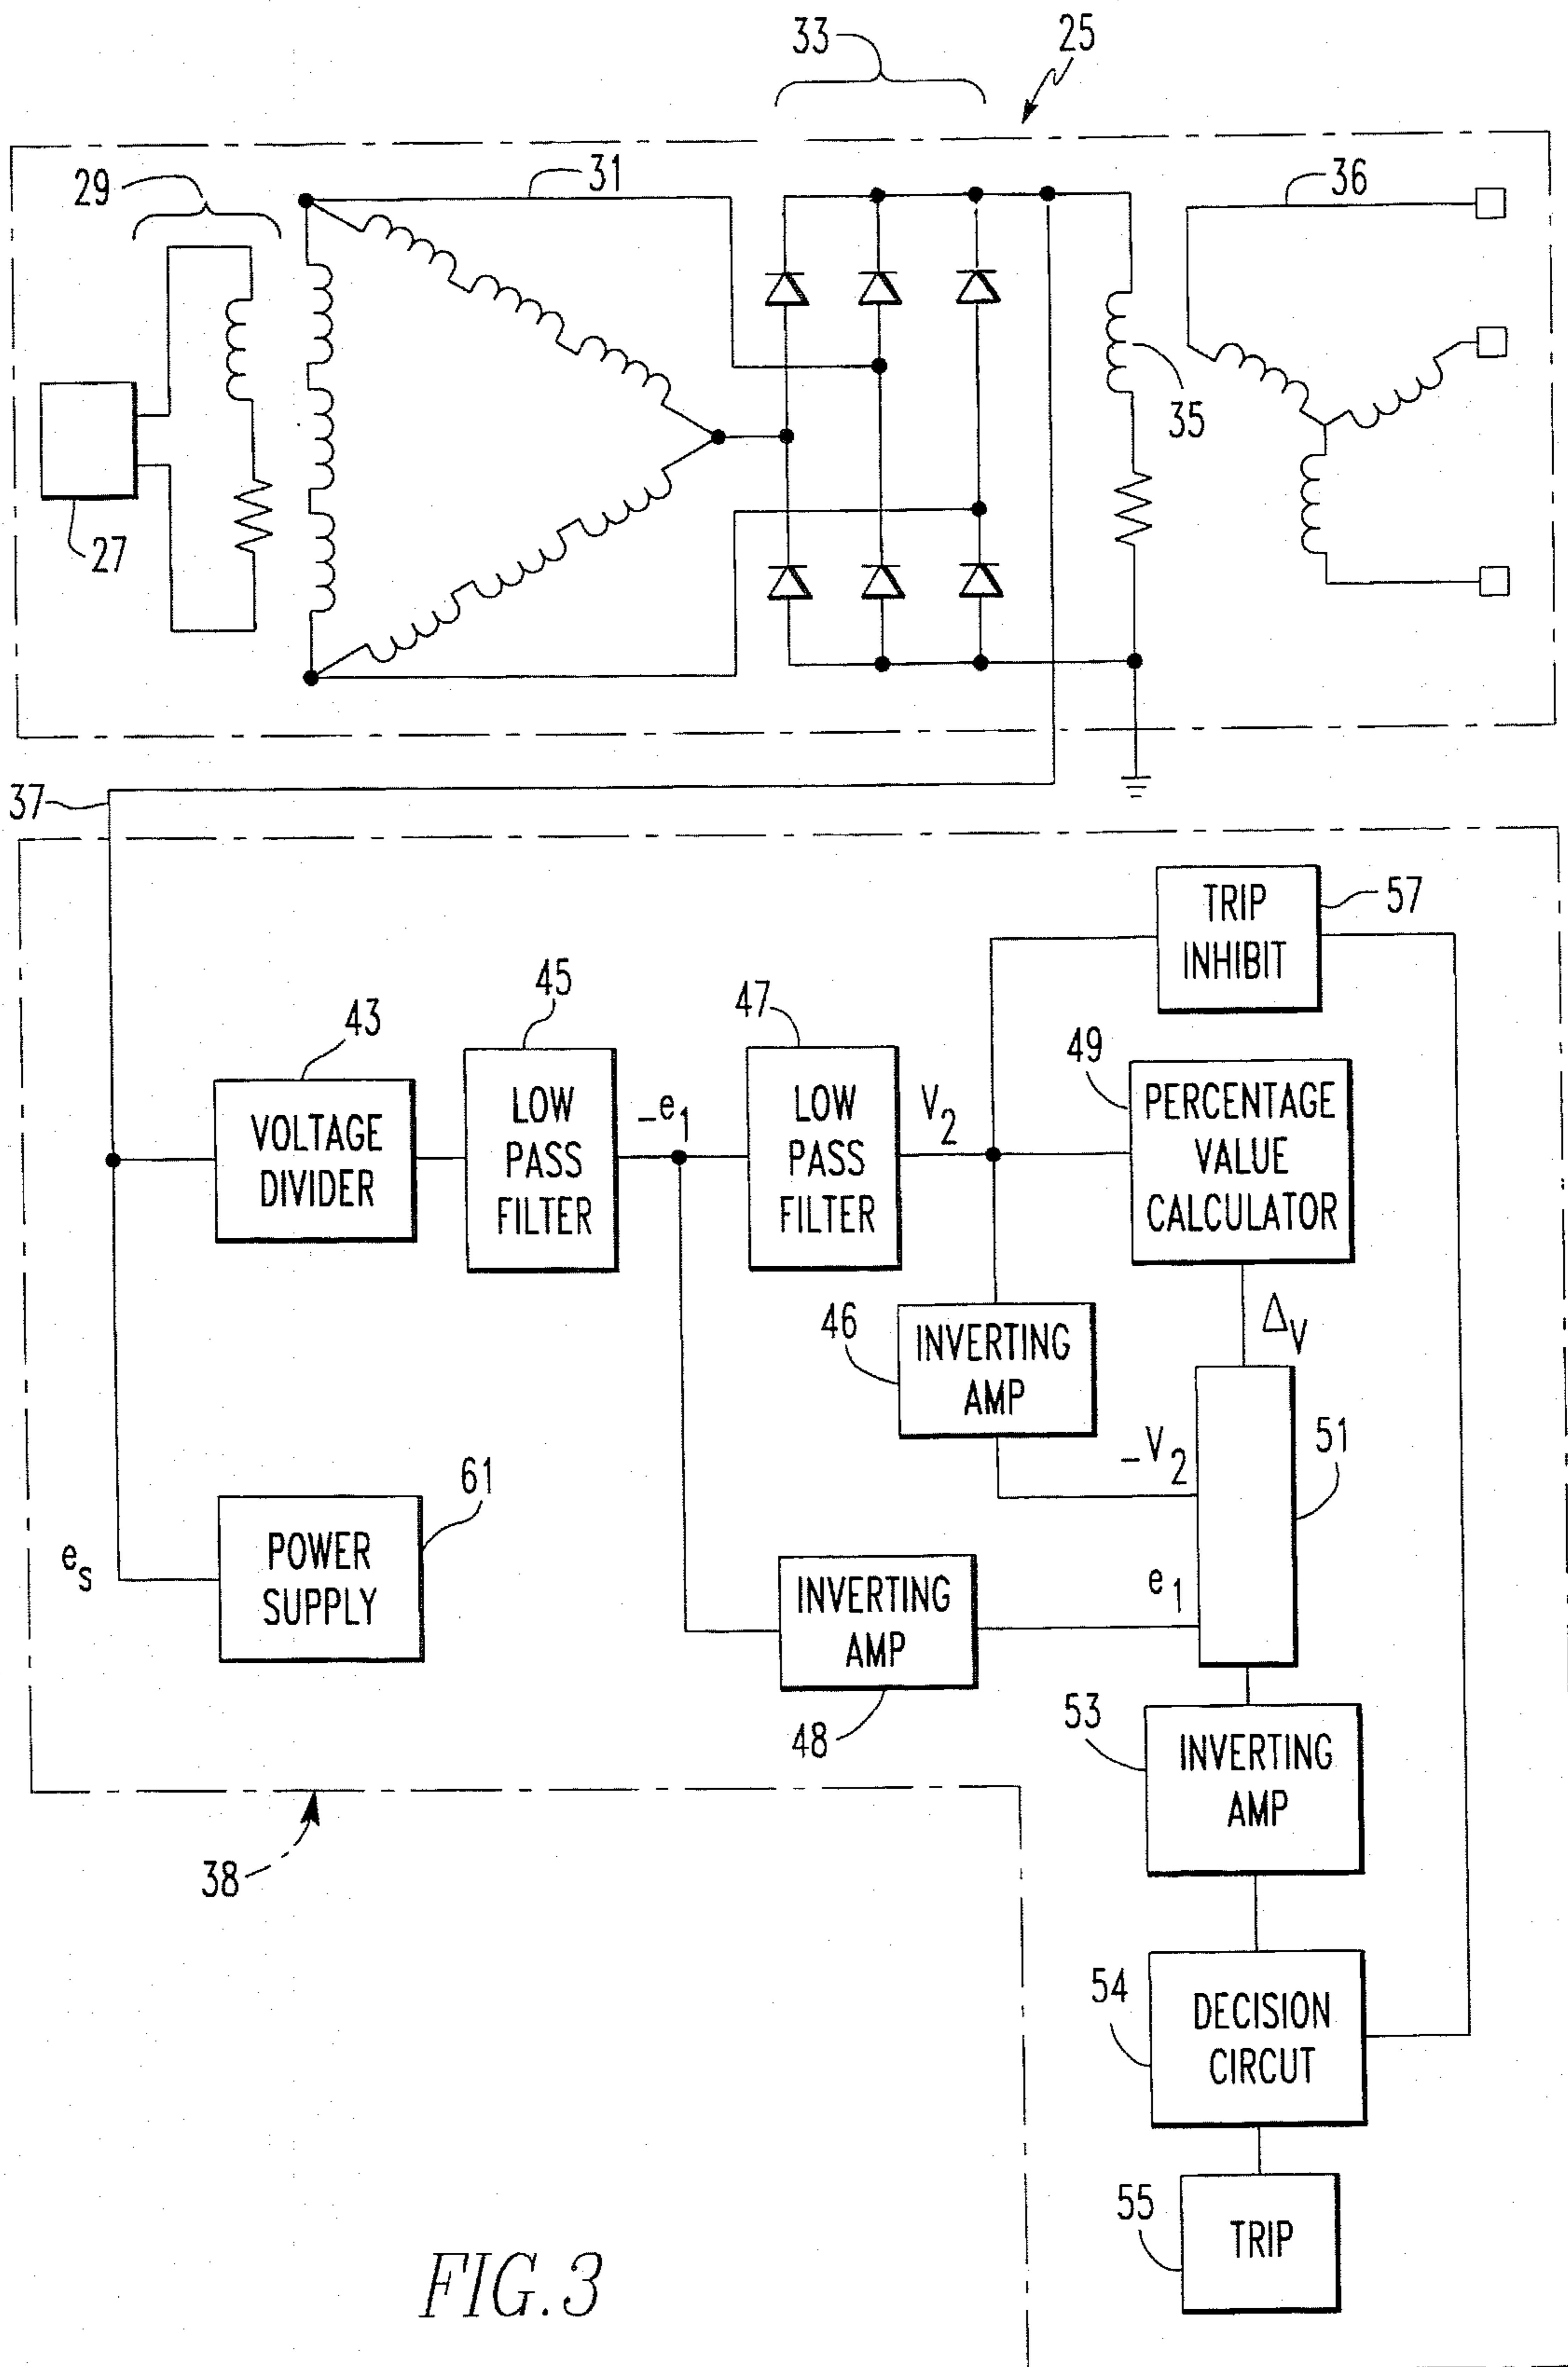 33
25
29
31
36
35
27
37
TRIP
INHIBIT
57
43
45
47
49
VOLTAGE
DIVIDER
LOW
PASS
FILTER
-e1
LOW
PASS
FILTER
V2
PERCENTAGE
VALUE
CALCULATOR
46
INVERTING
AMP
ΔV
-V2
51
61
es
POWER
SUPPLY
INVERTING
AMP
e1
48
53
INVERTING
AMP
38
54
DECISION
CIRCUT
55
TRIP
FIG.3